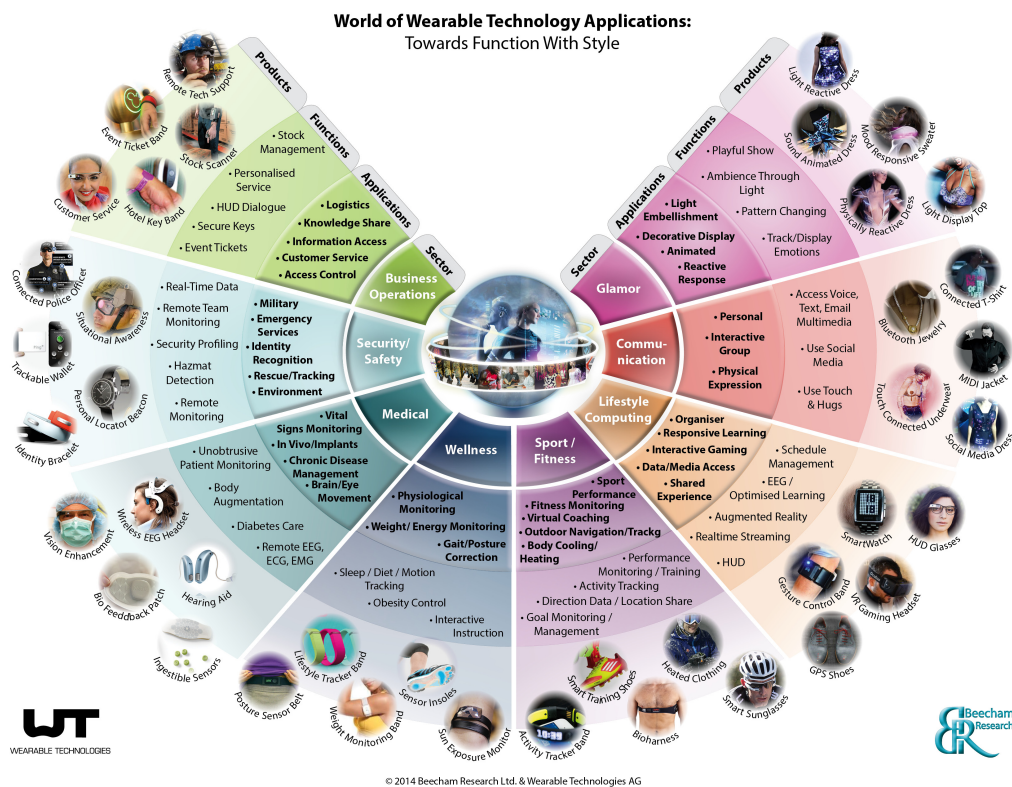 World of Wearable Technology Applications:
Towards Function With Style
Products
Functions
Applications
Sector
Remote Tech Support
Event Ticket Band
Stock Scanner
Customer Service
Hotel Key Band
• Stock
Management
• Personalised
Service
• HUD Dialogue
• Secure Keys
• Event Tickets
• Logistics
• Knowledge Share
• Information Access
• Customer Service
• Access Control
Business
Operations
Connected Police Officer
Situational Awareness
Trackable Wallet
Personal Locator Beacon
Identity Bracelet
• Real-Time Data
• Remote Team
Monitoring
• Security Profiling
• Hazmat
Detection
• Remote
Monitoring
• Military
• Emergency
Services
• Identity
Recognition
• Rescue/Tracking
• Environment
Security/
Safety
Vision Enhancement
Wireless EEG Headset
Bio Feeddback Patch
Hearing Aid
Ingestible Sensors
• Unobtrusive
Patient Monitoring
• Body
Augmentation
• Diabetes Care
• Remote EEG,
ECG, EMG
• Vital
Signs Monitoring
• In Vivo/Implants
• Chronic Disease
Management
• Brain/Eye
Movement
Medical
Wellness
• Physiological
Monitoring
• Weight/ Energy Monitoring
• Gait/Posture
Correction
• Sleep / Diet / Motion
Tracking
• Obesity Control
• Interactive
Instruction
Lifestyle Tracker Band
Posture Sensor Belt
Sensor Insoles
Weight Monitoring Band
Sun Exposure Monitor
Sport /
Fitness
• Sport
Performance
• Fitness Monitoring
• Virtual Coaching
• Outdoor Navigation/Trackg
• Body Cooling/
Heating
• Performance
Monitoring / Training
• Activity Tracking
• Direction Data / Location Share
• Goal Monitoring /
Management
Heated Clothing
Smart Training Shoes
Smart Sunglasses
Bioharness
Activity Tracker Band
Lifestyle
Computing
• Organiser
• Responsive Learning
• Interactive Gaming
• Data/Media Access
• Shared
Experience
• Schedule
Management
• EEG /
Optimised Learning
• Augmented Reality
• Realtime Streaming
• HUD
SmartWatch
HUD Glasses
Gesture Control Band
VR Gaming Headset
GPS Shoes
Commu-
nication
• Personal
• Interactive
Group
• Physical
Expression
• Access Voice,
Text, Email
Multimedia
• Use Social
Media
• Use Touch
& Hugs
Connected T-Shirt
Bluetooth Jewelry
MIDI Jacket
Touch Connected Underwear
Social Media Dress
Products
Functions
Applications
Sector
Glamor
• Light
Embellishment
• Decorative Display
• Animated
• Reactive
Response
• Playful Show
• Ambience Through
Light
• Pattern Changing
• Track/Display
Emotions
Light Reactive Dress
Sound Animated Dress
Mood Responsive Sweater
Physically Reactive Dress
Light Display Top
10:39
WT
WEARABLE TECHNOLOGIES
BR
Beecham
Research
© 2014 Beecham Research Ltd. & Wearable Technologies AG